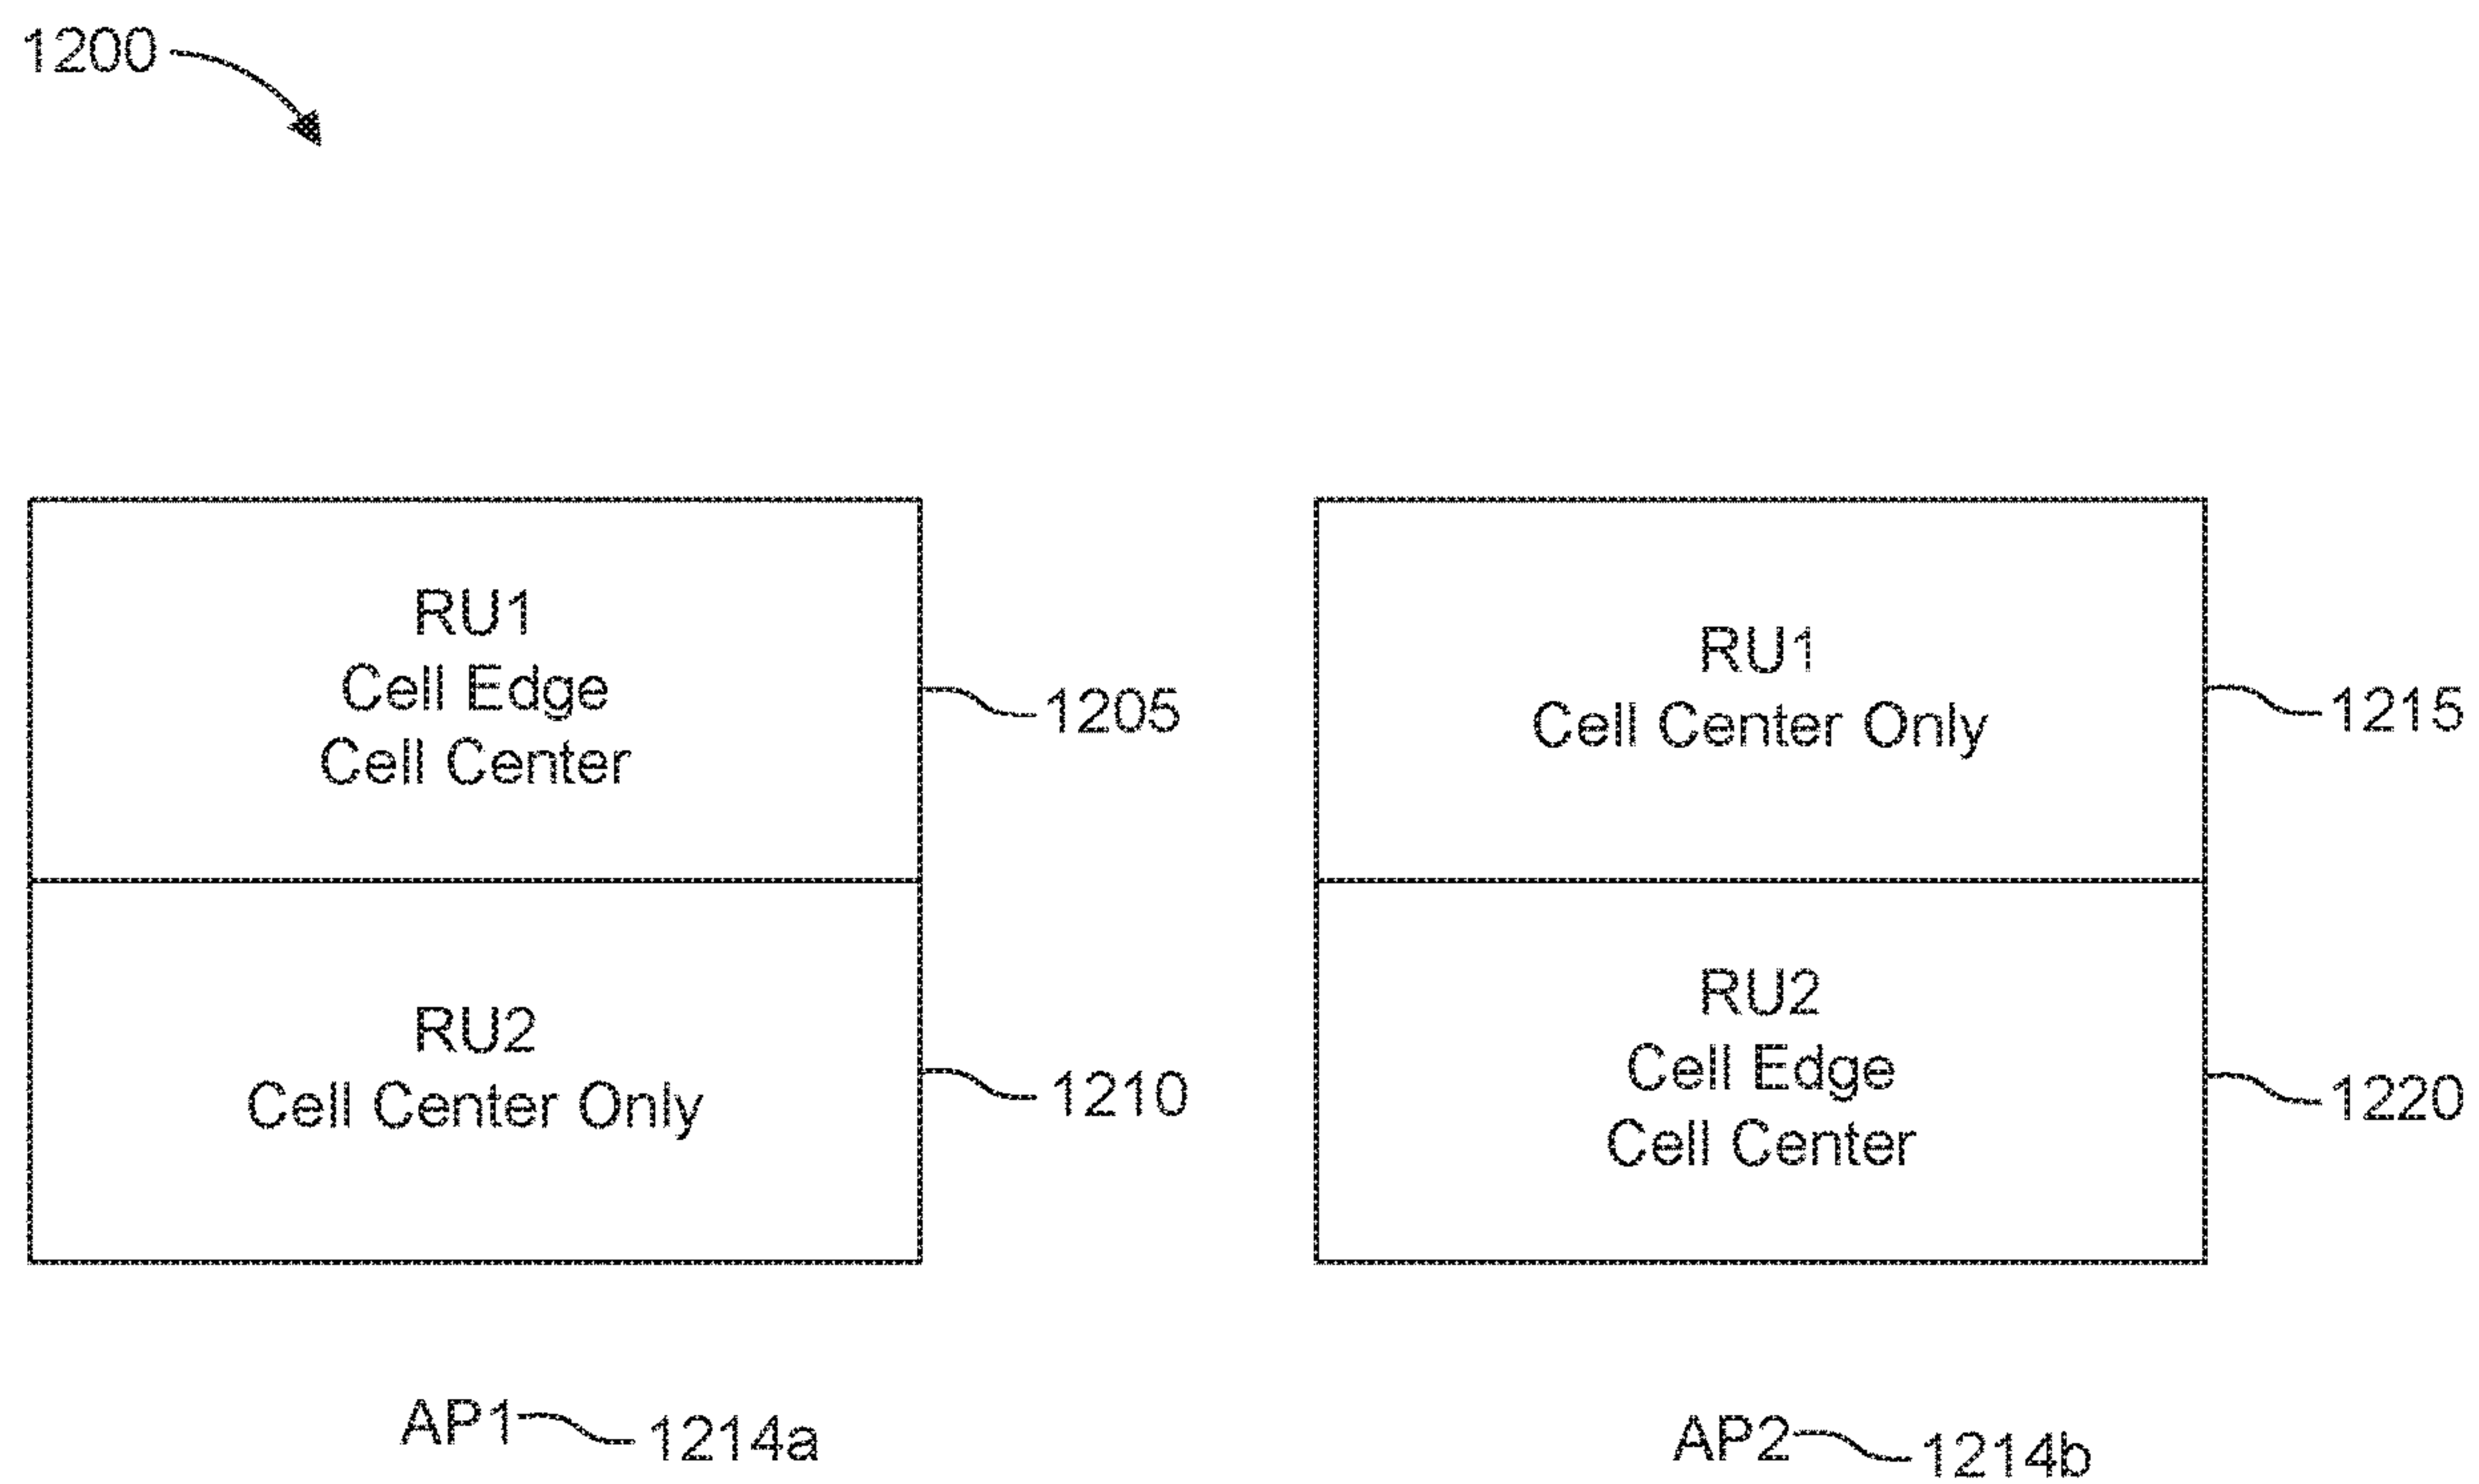 1200
RU1
Cell Edge
Cell Center
1205
RU2
Cell Center Only
1210
AP1
1214a
RU1
Cell Center Only
1215
RU2
Cell Edge
Cell Center
1220
AP2
1214b